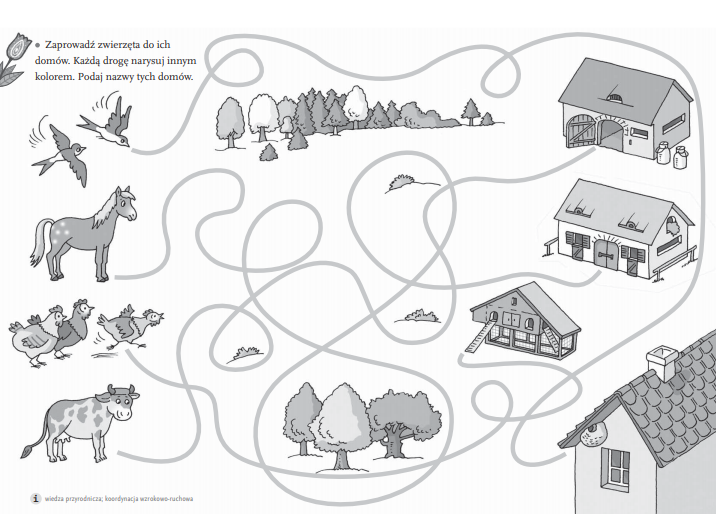 • Zaprowadź zwierzęta do ich
domów. Każdą drogę narysuj innym
kolorem. Podaj nazwy tych domów.
i wiedza przyrodnicza; koordynacja wzrokowo-ruchowa